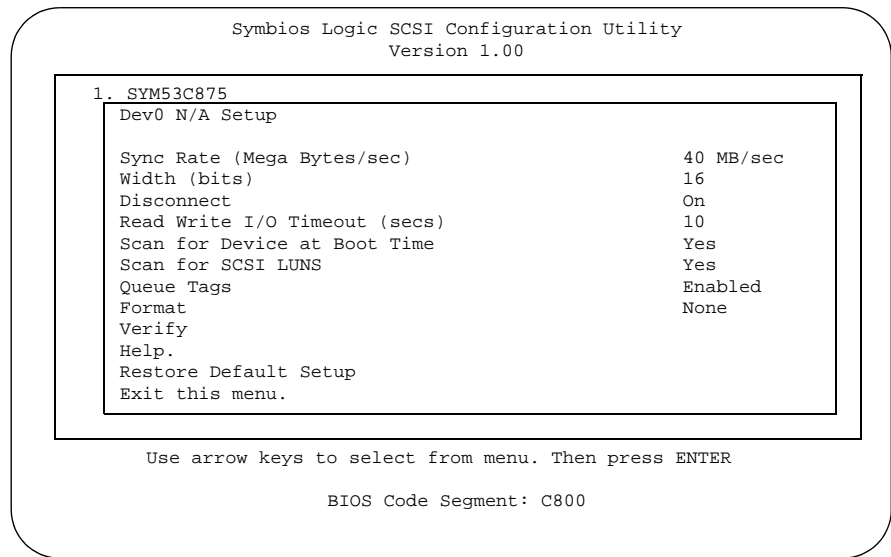 Symbios Logic SCSI Configuration Utility
Version 1.00
1. SYM53C875
Dev0 N/A Setup
Sync Rate (Mega Bytes/sec) 40 MB/sec
Width (bits) 16
Disconnect On
Read Write I/O Timeout (secs) 10
Scan for Device at Boot Time Yes
Scan for SCSI LUNS Yes
Queue Tags Enabled
Format None
Verify
Help.
Restore Default Setup
Exit this menu.
Use arrow keys to select from menu. Then press ENTER
BIOS Code Segment: C800